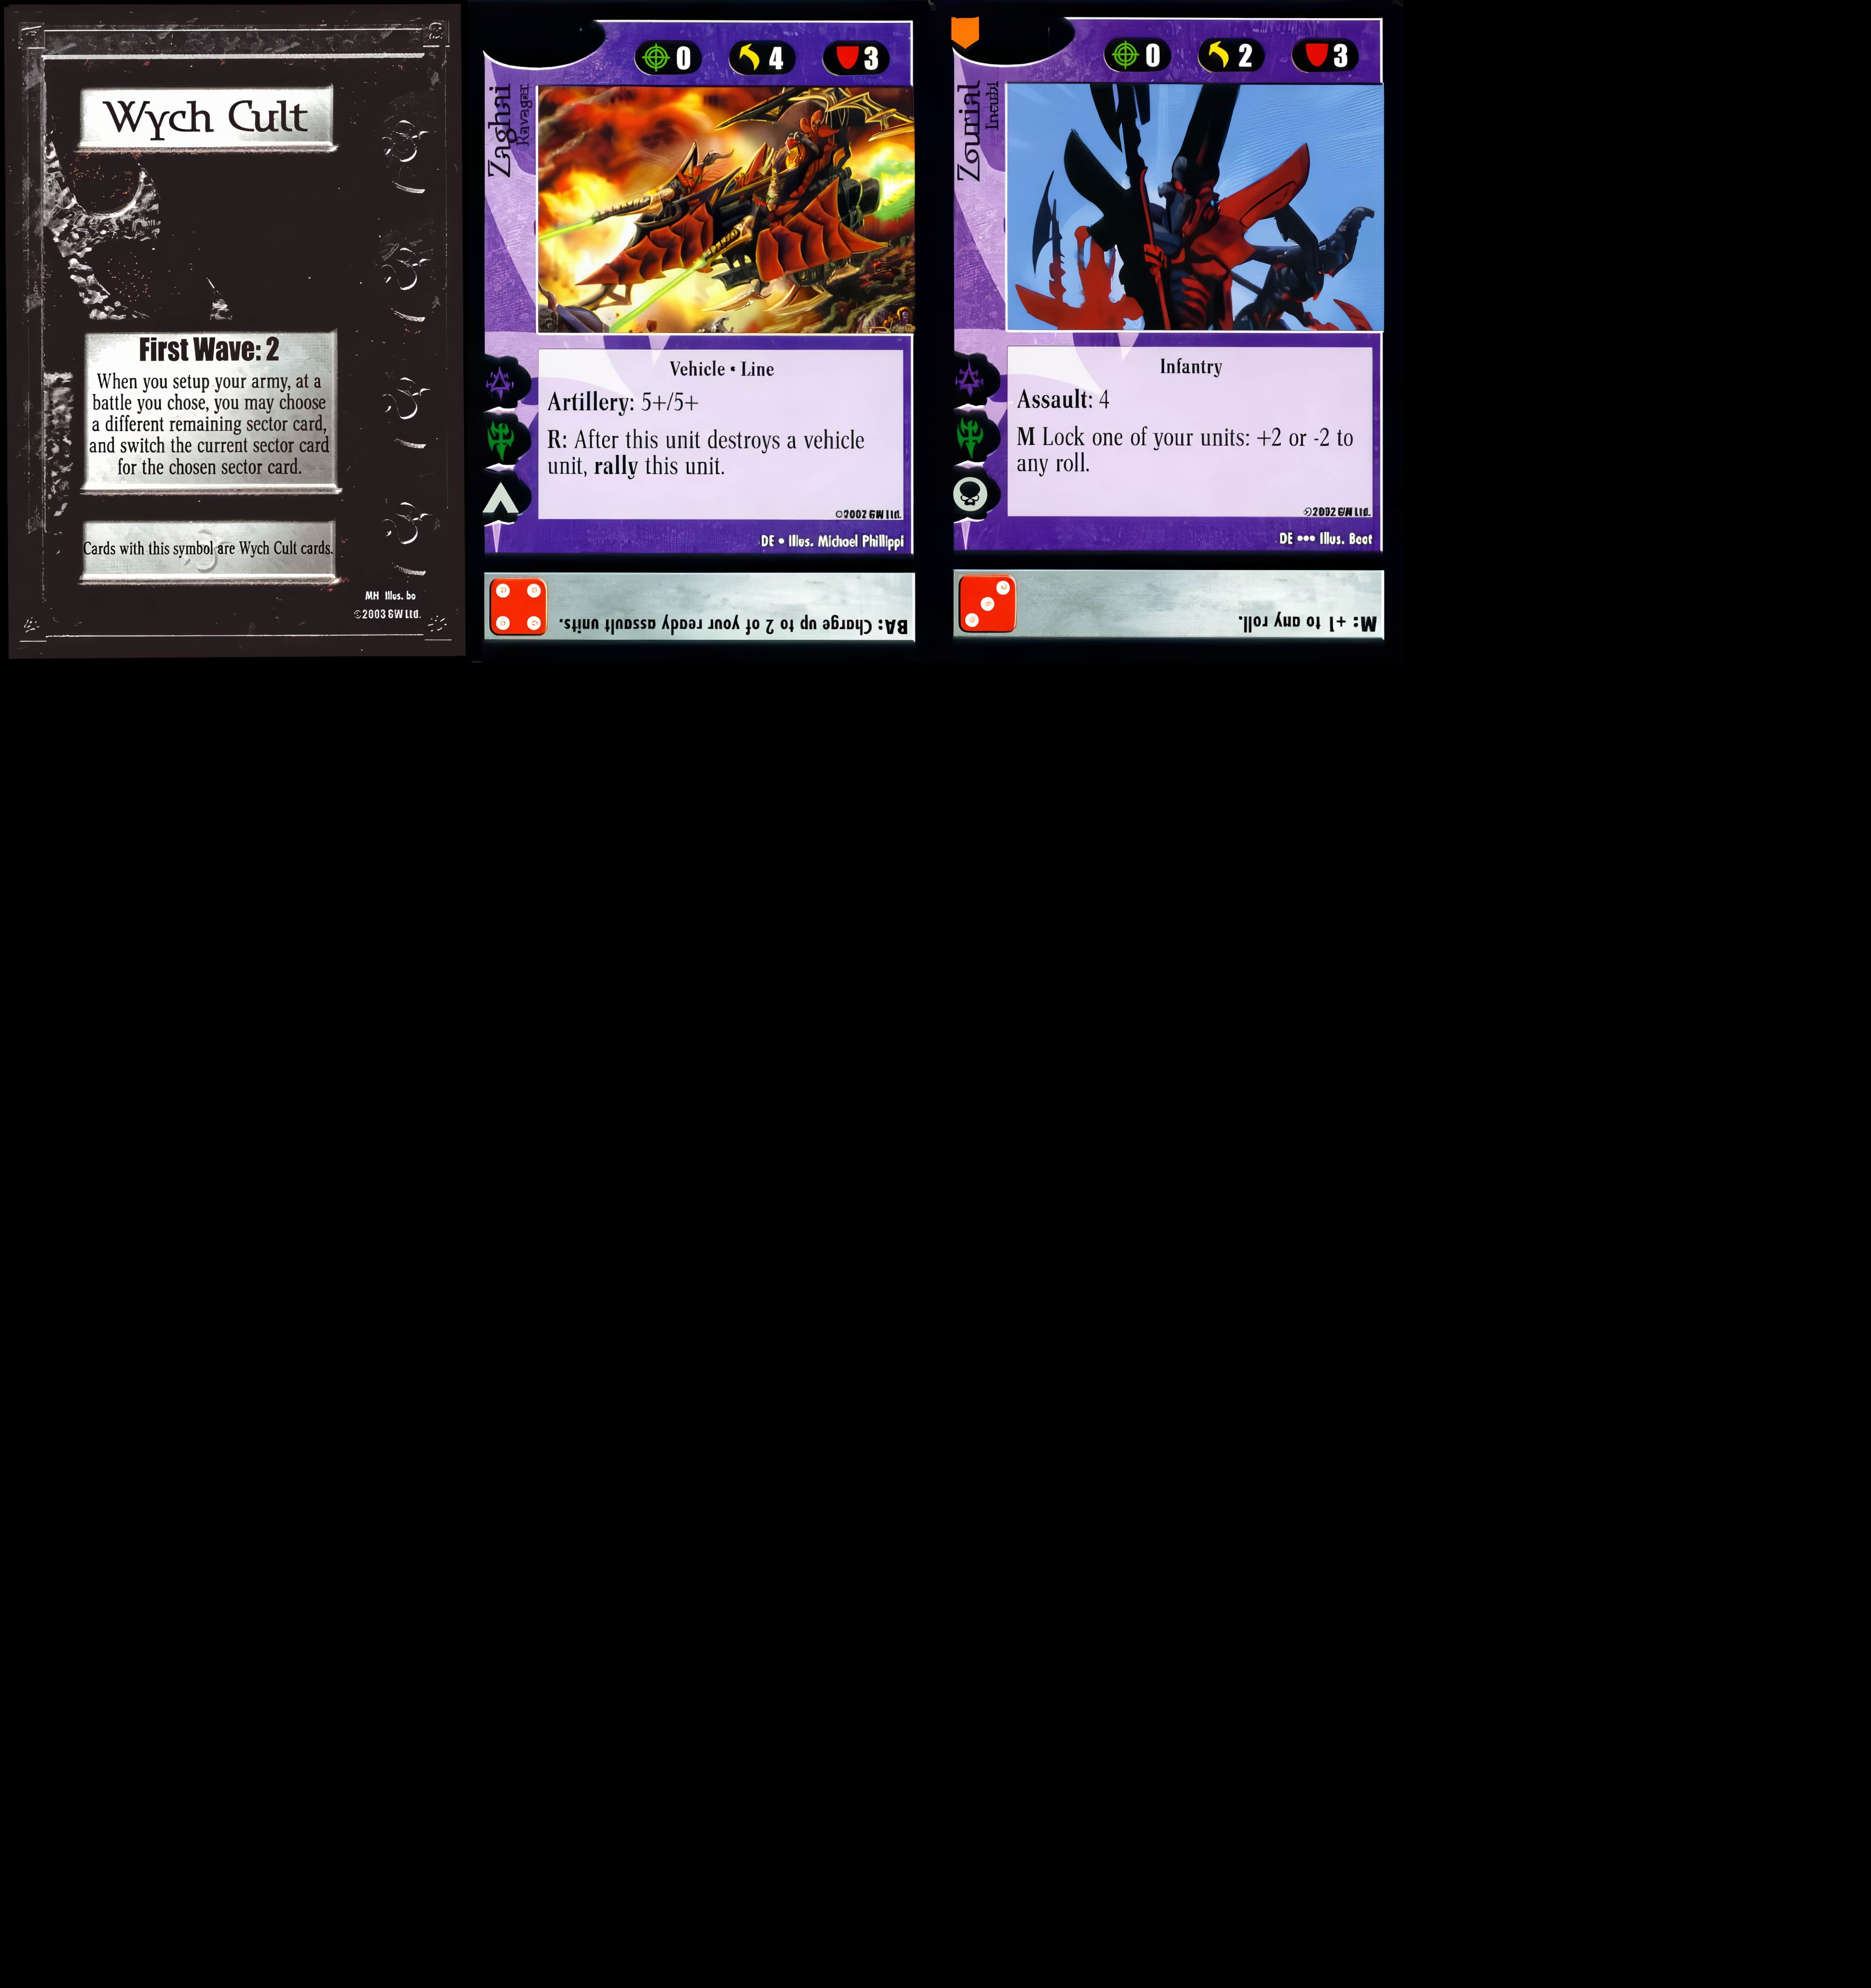 Wych Cult
First Wave: 2
When you setup your army, at a
battle you chose, you may choose
a different remaining sector card,
and switch the current sector card
for the chosen sector card.
Cards with this symbol are Wych Cult cards.
MH Illus. bo
©2003 GW Ltd.
0 4 3
Zaghai
Ravager
Vehicle • Line
Artillery: 5+/5+
R: After this unit destroys a vehicle
unit, rally this unit.
©2002 GW Ltd.
DE • Illus. Michael Phillippi
BA: Charge up to 2 of your ready assault units.
0 2 3
Zourial
Incubi
Infantry
Assault: 4
M Lock one of your units: +2 or -2 to
any roll.
©2002 GW Ltd.
DE ••• Illus. Beet
M: +1 to any roll.